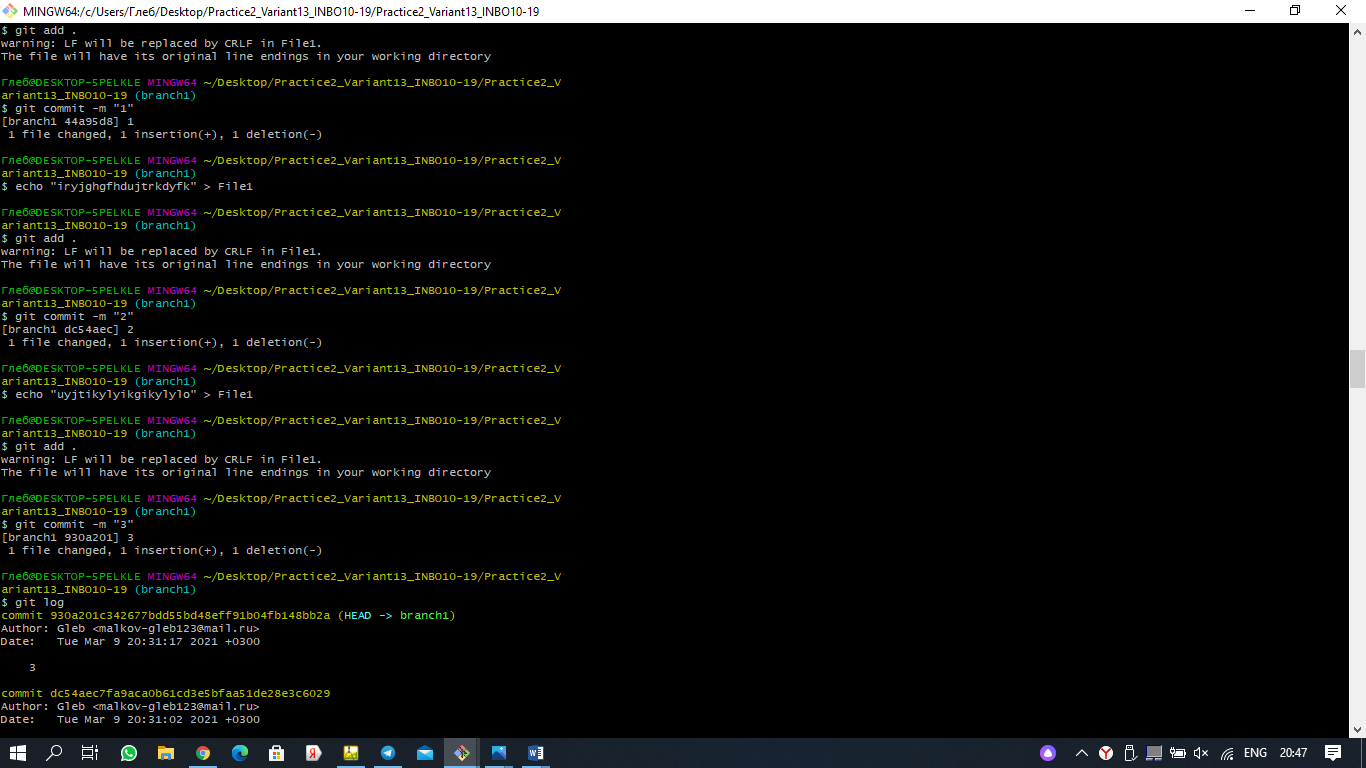 MINGW64:/c/Users/Глеб/Desktop/Practice2_Variant13_INBO10-19/Practice2_Variant13_INBO10-19
$ git add .
warning: LF will be replaced by CRLF in File1.
The file will have its original line endings in your working directory
Глеб@DESKTOP-5PELKLE MINGW64 ~/Desktop/Practice2_Variant13_INBO10-19/Practice2_V
ariant13_INBO10-19 (branch1)
$ git commit -m "1"
[branch1 44a95d8] 1
1 file changed, 1 insertion(+), 1 deletion(-)
Глеб@DESKTOP-5PELKLE MINGW64 ~/Desktop/Practice2_Variant13_INBO10-19/Practice2_V
ariant13_INBO10-19 (branch1)
$ echo "iryjghgfhdujtrkdyfk" > File1
Глеб@DESKTOP-5PELKLE MINGW64 ~/Desktop/Practice2_Variant13_INBO10-19/Practice2_V
ariant13_INBO10-19 (branch1)
$ git add .
warning: LF will be replaced by CRLF in File1.
The file will have its original line endings in your working directory
Глеб@DESKTOP-5PELKLE MINGW64 ~/Desktop/Practice2_Variant13_INBO10-19/Practice2_V
ariant13_INBO10-19 (branch1)
$ git commit -m "2"
[branch1 dc54aec] 2
1 file changed, 1 insertion(+), 1 deletion(-)
Глеб@DESKTOP-5PELKLE MINGW64 ~/Desktop/Practice2_Variant13_INBO10-19/Practice2_V
ariant13_INBO10-19 (branch1)
$ echo "uyjtikylyikgikylylo" > File1
Глеб@DESKTOP-5PELKLE MINGW64 ~/Desktop/Practice2_Variant13_INBO10-19/Practice2_V
ariant13_INBO10-19 (branch1)
$ git add .
warning: LF will be replaced by CRLF in File1.
The file will have its original line endings in your working directory
Глеб@DESKTOP-5PELKLE MINGW64 ~/Desktop/Practice2_Variant13_INBO10-19/Practice2_V
ariant13_INBO10-19 (branch1)
$ git commit -m "3"
[branch1 930a201] 3
1 file changed, 1 insertion(+), 1 deletion(-)
Глеб@DESKTOP-5PELKLE MINGW64 ~/Desktop/Practice2_Variant13_INBO10-19/Practice2_V
ariant13_INBO10-19 (branch1)
$ git log
commit 930a201c342677bdd55bd48eff91b04fb148bb2a (HEAD -> branch1)
Author: Gleb <malkov-gleb123@mail.ru>
Date:   Tue Mar 9 20:31:17 2021 +0300
3
commit dc54aec7fa9aca0b61cd3e5bfaa51de28e3c6029
Author: Gleb <malkov-gleb123@mail.ru>
Date:   Tue Mar 9 20:31:02 2021 +0300
ENG 20:47